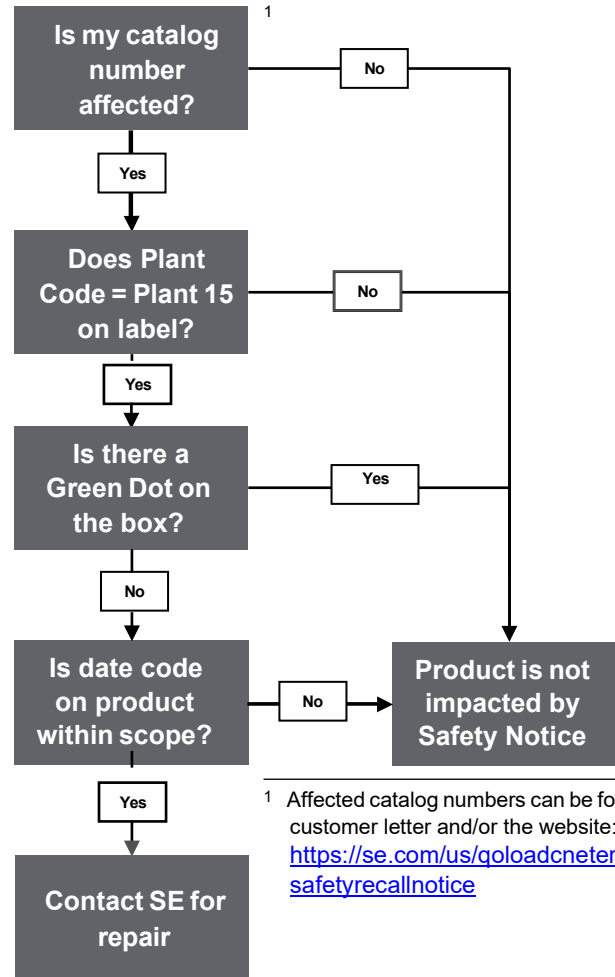 Is my catalog
number
affected?
1
No
Yes
Does Plant
Code = Plant 15
on label?
No
Yes
Is there a
Green Dot on
the box?
Yes
No
Is date code
on product
within scope?
No
Product is not
impacted by
Safety Notice
Yes
Contact SE for
repair
1 Affected catalog numbers can be fo
customer letter and/or the website:
https://se.com/us/qoloadcneter
safetyrecallnotice